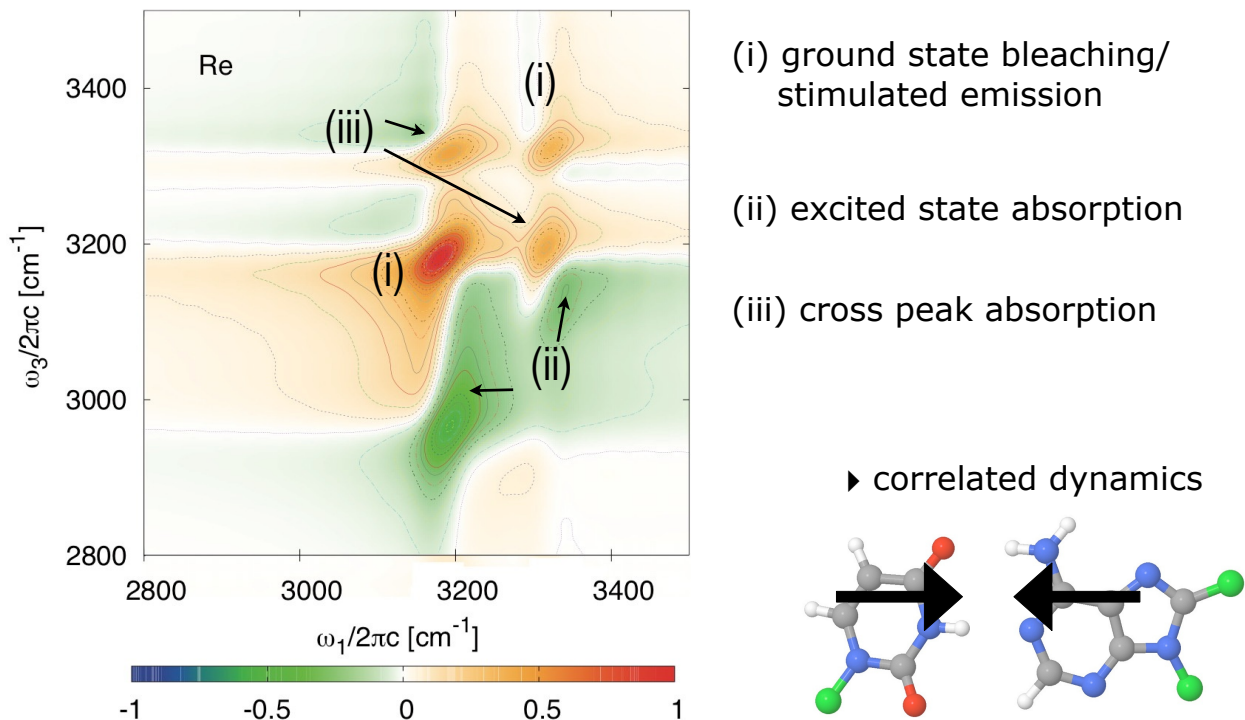 Re
3400
3200
3000
2800
(i)
(iii)
(i)
(ii)
ω₃/2πc [cm⁻¹]
2800 3000 3200 3400
ω₁/2πc [cm⁻¹]
-1 -0.5 0 0.5 1
(i) ground state bleaching/
stimulated emission
(ii) excited state absorption
(iii) cross peak absorption
correlated dynamics